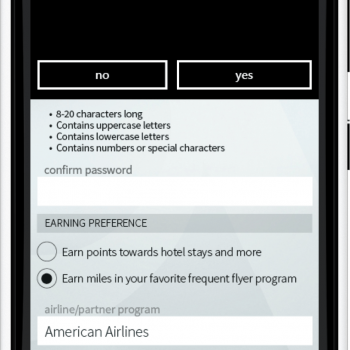 no yes
• 8-20 characters long
• Contains uppercase letters
• Contains lowercase letters
• Contains numbers or special characters
confirm password
EARNING PREFERENCE
Earn points towards hotel stays and more
Earn miles in your favorite frequent flyer program
airline/partner program
American Airlines